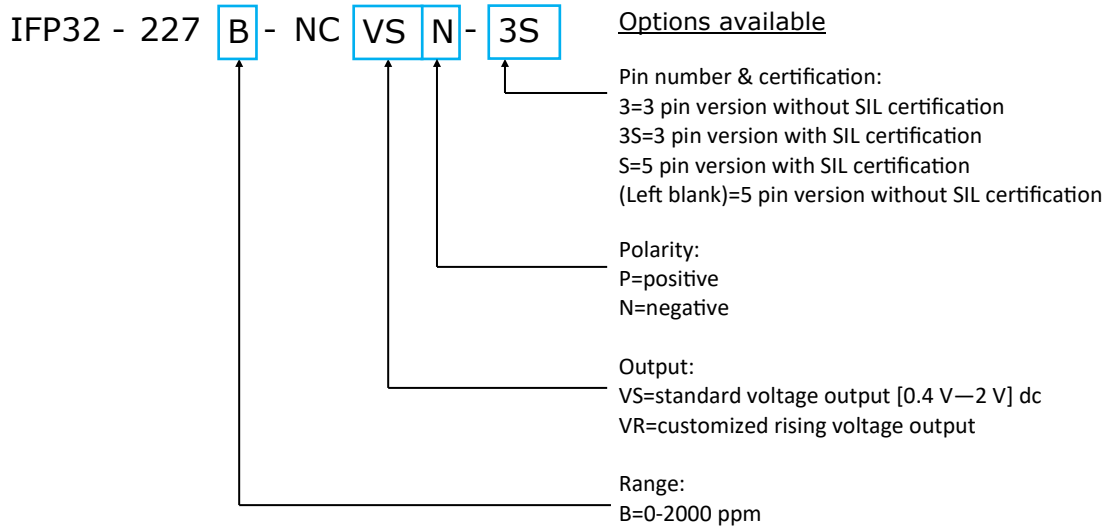 IFP32 - 227 B - NC VS N - 3S
Options available
Pin number & certification:
3=3 pin version without SIL certification
3S=3 pin version with SIL certification
S=5 pin version with SIL certification
(Left blank)=5 pin version without SIL certification
Polarity:
P=positive
N=negative
Output:
VS=standard voltage output [0.4 V—2 V] dc
VR=customized rising voltage output
Range:
B=0-2000 ppm